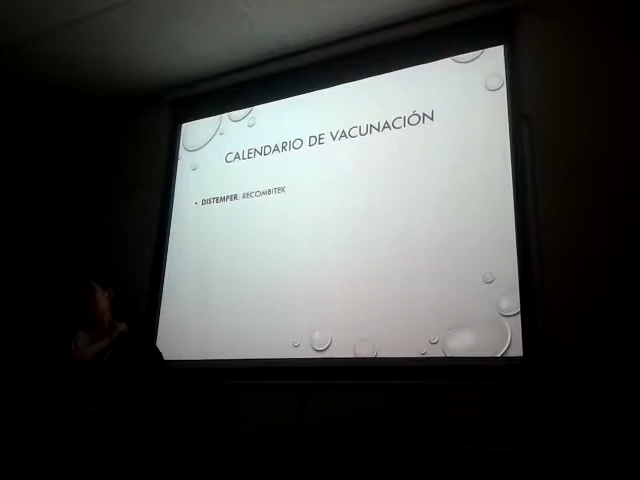 CALENDARIO DE VACUNACIÓN
• DISTEMPER: RECOMBITEK